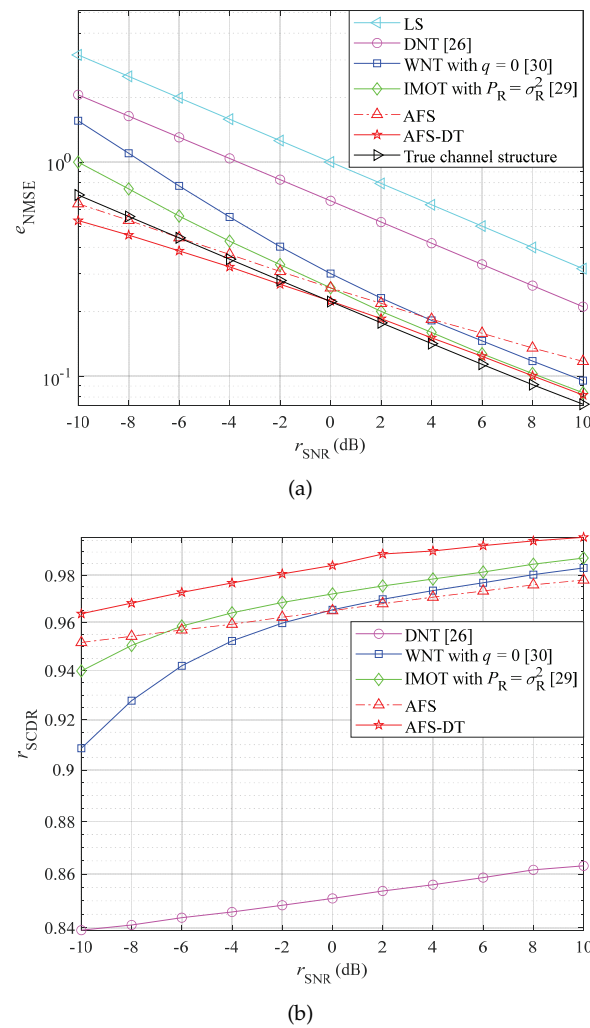 LS
DNT [26]
WNT with q = 0 [30]
IMOT with P_R = σ_R^2 [29]
AFS
AFS-DT
True channel structure
10^0
10^-1
e_NMSE
-10 -8 -6 -4 -2 0 2 4 6 8 10
r_SNR (dB)
(a)
0.98
0.96
0.94
0.92
0.9
0.88
0.86
0.84
r_SCDR
DNT [26]
WNT with q = 0 [30]
IMOT with P_R = σ_R^2 [29]
AFS
AFS-DT
-10 -8 -6 -4 -2 0 2 4 6 8 10
r_SNR (dB)
(b)